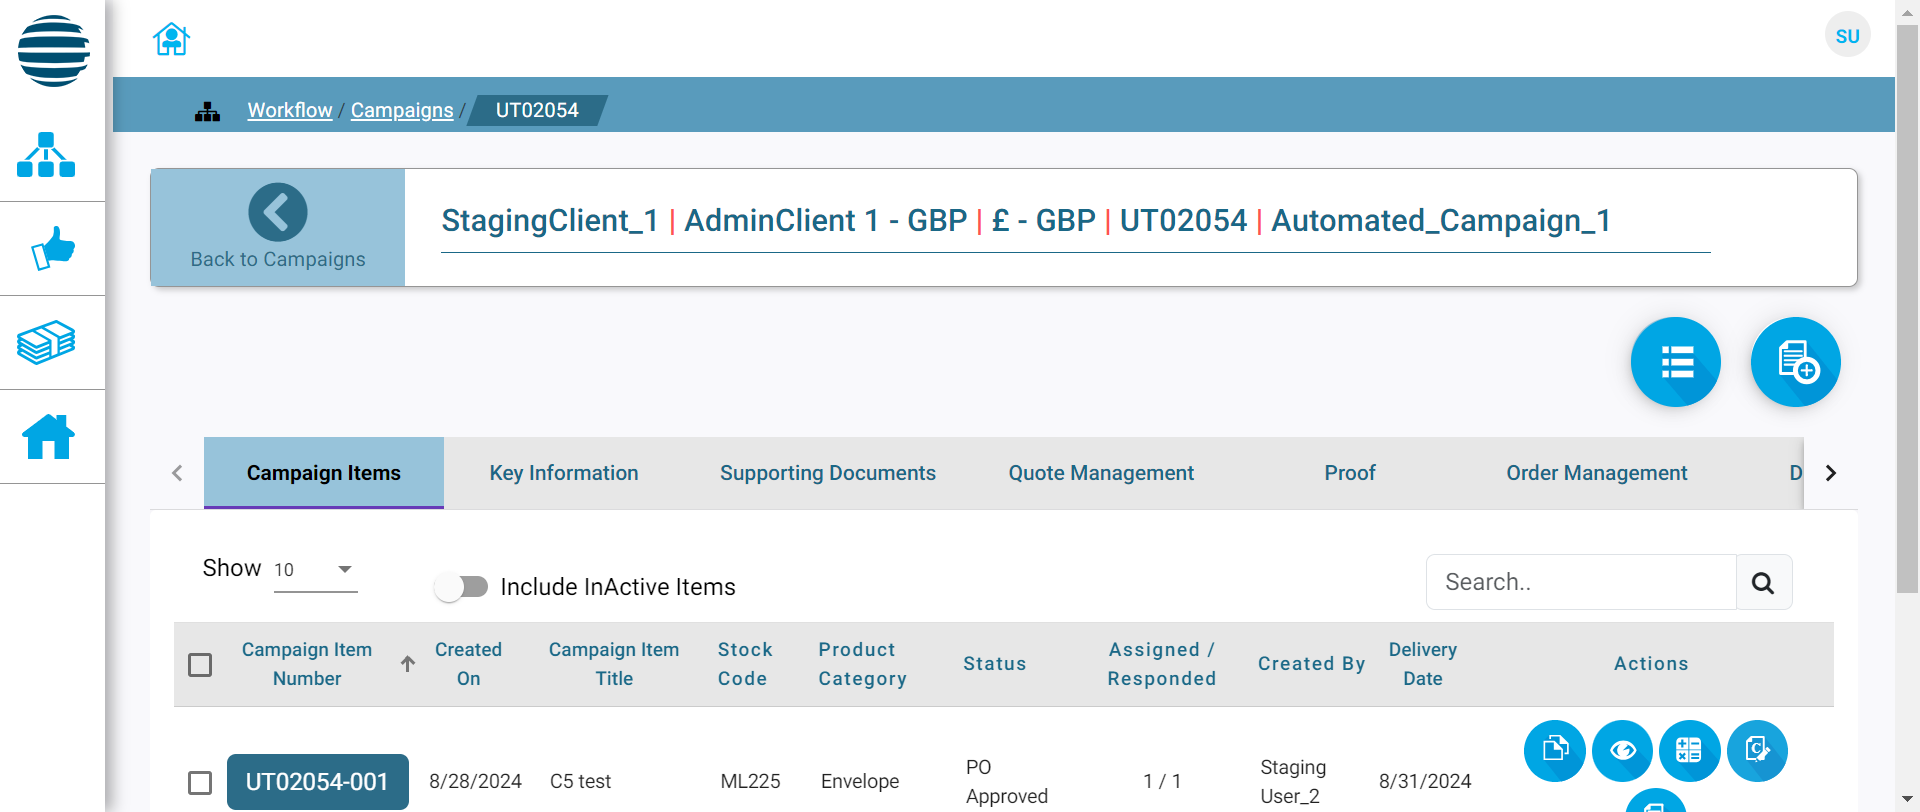 SU
Workflow / Campaigns / UT02054
Back to Campaigns
StagingClient_1 | AdminClient 1 - GBP | £ - GBP | UT02054 | Automated_Campaign_1
Campaign Items Key Information Supporting Documents Quote Management Proof Order Management D
Show 10
Include InActive Items
Search..
Campaign Item Number Created On Campaign Item Title Stock Code Product Category Status Assigned / Responded Created By Delivery Date Actions
UT02054-001 8/28/2024 C5 test ML225 Envelope PO Approved 1 / 1 Staging User_2 8/31/2024